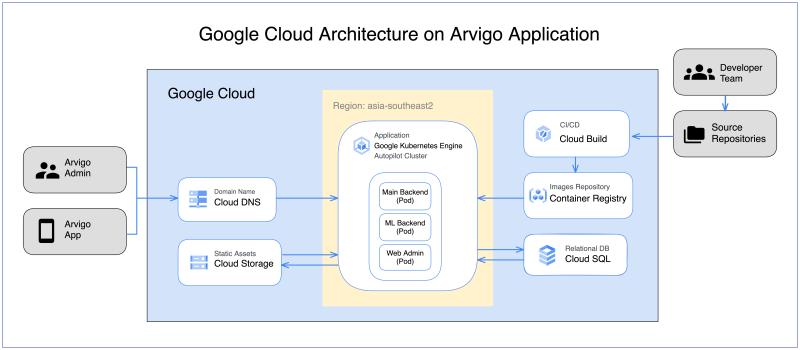 Google Cloud Architecture on Arvigo Application
Developer
Team
Google Cloud
Region: asia-southeast2
Source
Repositories
CI/CD
Cloud Build
Application
Google Kubernetes Engine
Autopilot Cluster
Arvigo
Admin
Domain Name
Cloud DNS
Main Backend
(Pod)
Images Repository
Container Registry
Arvigo
App
ML Backend
(Pod)
Static Assets
Cloud Storage
Web Admin
(Pod)
Relational DB
Cloud SQL